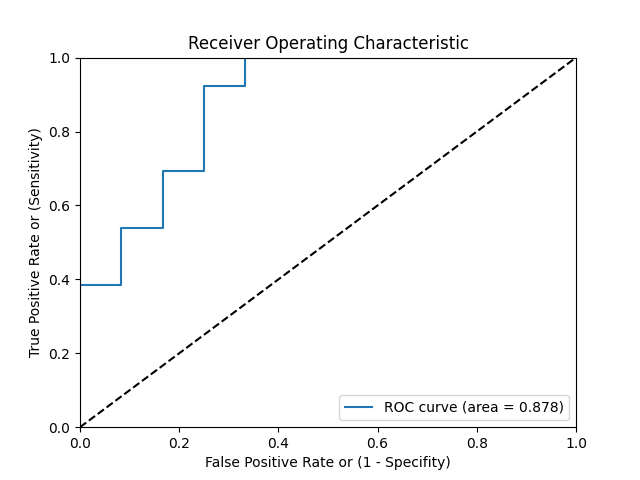 Receiver Operating Characteristic
1.0
0.8
0.6
0.4
0.2
0.0
True Positive Rate or (Sensitivity)
ROC curve (area = 0.878)
0.0 0.2 0.4 0.6 0.8 1.0
False Positive Rate or (1 - Specifity)